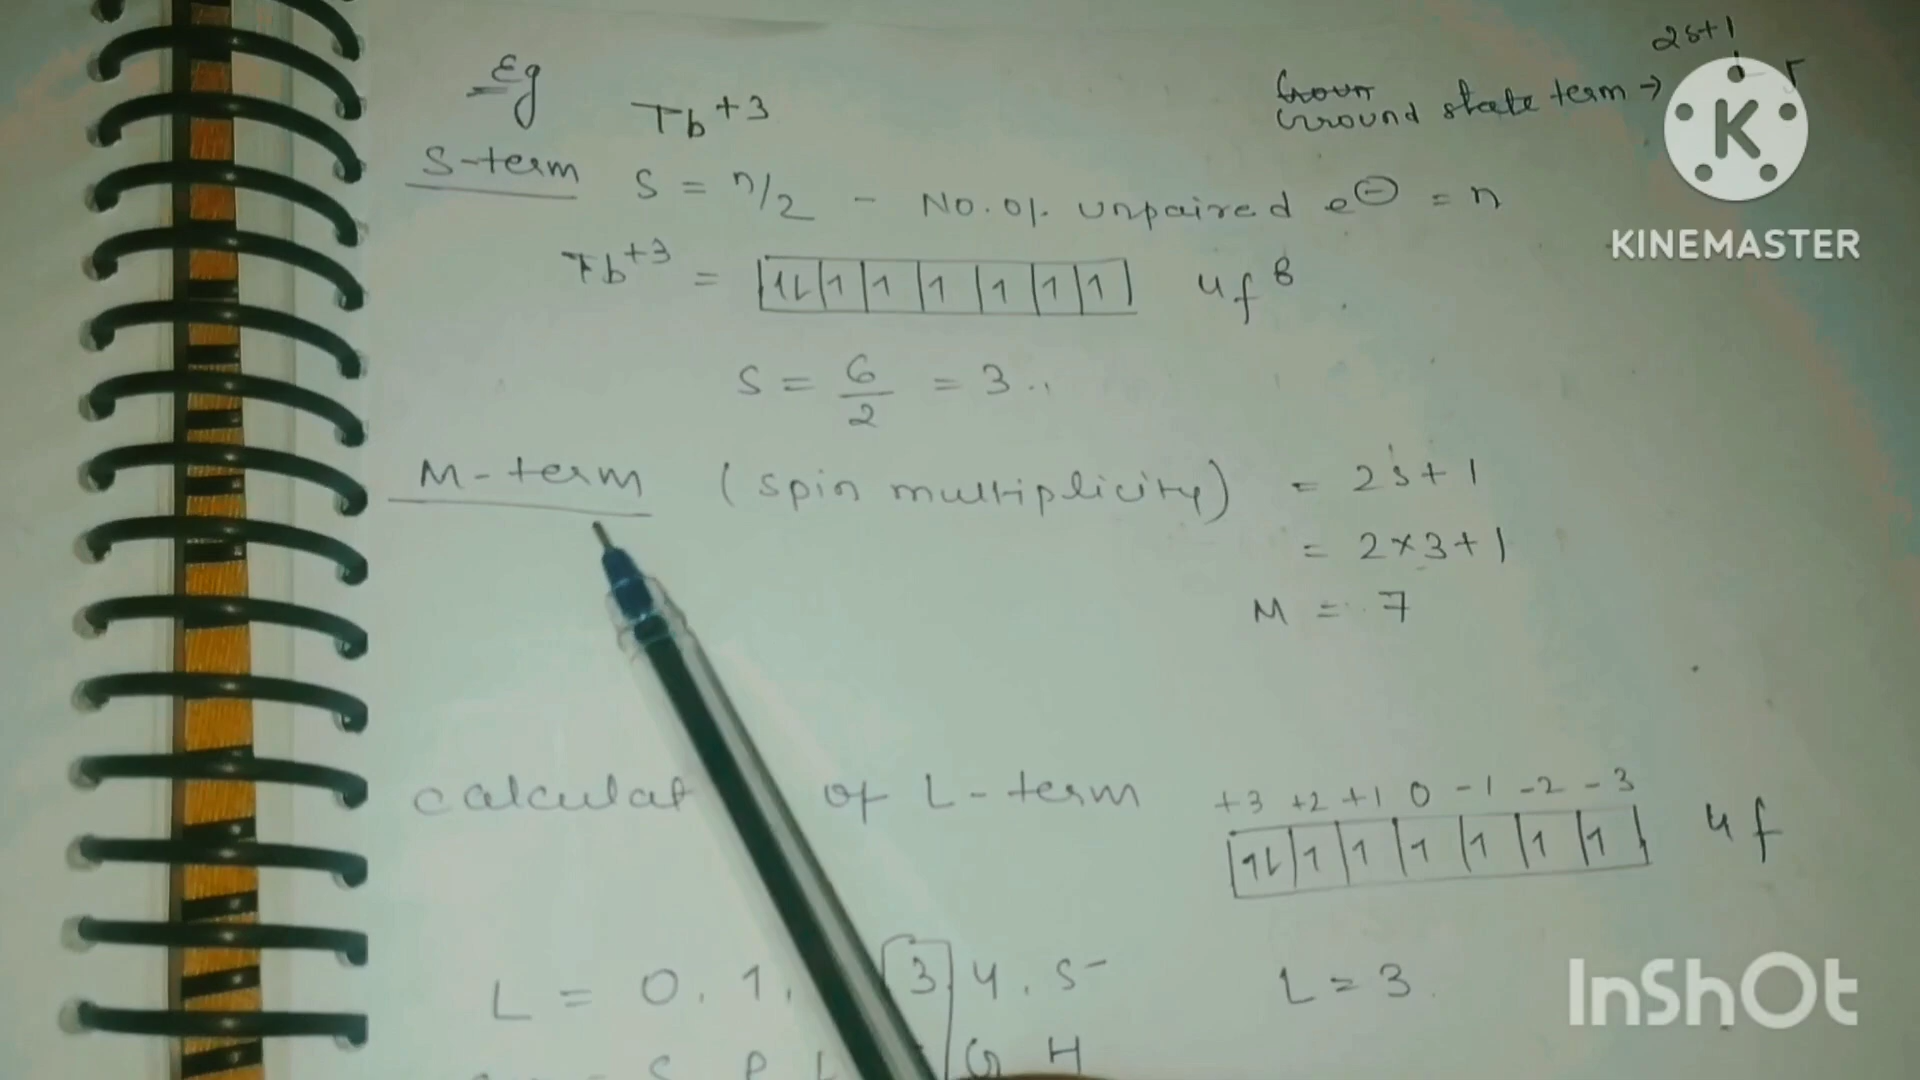 2s+1
Eg
Tb+3
Groun
Ground state term →
KINEMASTER
S-term S = n/2 - No. of unpaired e⊖ = n
Tb+3 = |1L|1|1|1|1|1|1| 4f8
S = 6/2 = 3
M-term (spin multiplicity) = 2s+1
= 2×3+1
M = 7
calculat of L-term
+3 +2 +1 0 -1 -2 -3
|1L|1|1|1|1|1|1| 4f
L = 0, 1, 3 4, 5
L = 3
S P G H
InShOt